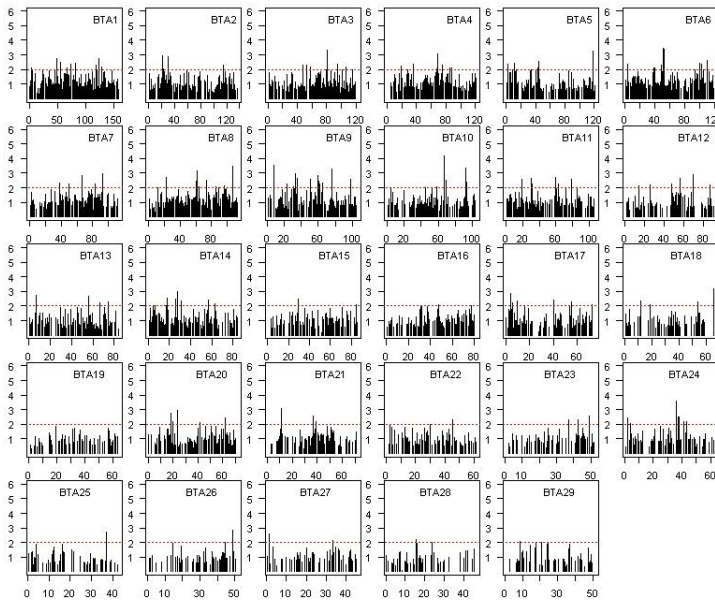 6 BTA1 6 BTA2 6 BTA3 6 BTA4 6 BTA5 6 BTA6
5 5 5 5 5 5
4 4 4 4 4 4
3 3 3 3 3 3
2 2 2 2 2 2
1 1 1 1 1 1
0 50 100 150 0 40 80 120 0 40 80 120 0 40 80 120 0 40 80 120 0 40 80 120
6 BTA7 6 BTA8 6 BTA9 6 BTA10 6 BTA11 6 BTA12
5 5 5 5 5 5
4 4 4 4 4 4
3 3 3 3 3 3
2 2 2 2 2 2
1 1 1 1 1 1
0 40 80 0 40 80 0 20 60 100 0 20 60 100 0 20 60 100 0 20 40 60 80
6 BTA13 6 BTA14 6 BTA15 6 BTA16 6 BTA17 6 BTA18
5 5 5 5 5 5
4 4 4 4 4 4
3 3 3 3 3 3
2 2 2 2 2 2
1 1 1 1 1 1
0 20 40 60 80 0 20 40 60 80 0 20 40 60 80 0 20 40 60 80 0 20 40 60 0 20 40 60
6 BTA19 6 BTA20 6 BTA21 6 BTA22 6 BTA23 6 BTA24
5 5 5 5 5 5
4 4 4 4 4 4
3 3 3 3 3 3
2 2 2 2 2 2
1 1 1 1 1 1
0 20 40 60 0 20 40 60 0 20 40 60 0 20 40 60 0 10 20 30 40 50 0 20 40 60
6 BTA25 6 BTA26 6 BTA27 6 BTA28 6 BTA29
5 5 5 5 5
4 4 4 4 4
3 3 3 3 3
2 2 2 2 2
1 1 1 1 1
0 10 20 30 40 0 10 20 30 40 50 0 10 20 30 40 0 10 20 30 40 0 10 20 30 40 50